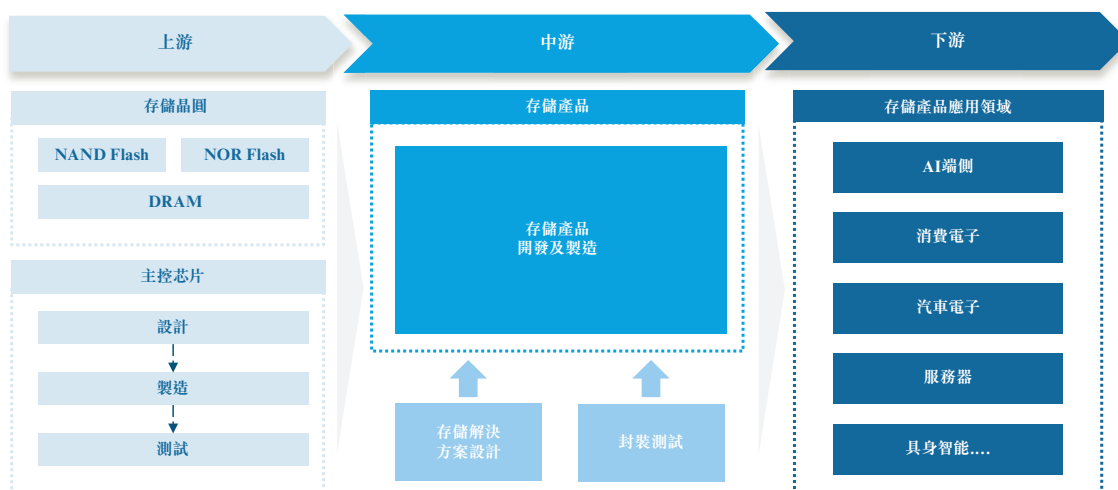 上游
中游
下游
存儲晶圓
NAND Flash
NOR Flash
DRAM
主控芯片
設計
製造
測試
存儲產品
存儲產品
開發及製造
存儲解決
方案設計
封裝測試
存儲產品應用領域
AI端側
消費電子
汽車電子
服務器
具身智能....